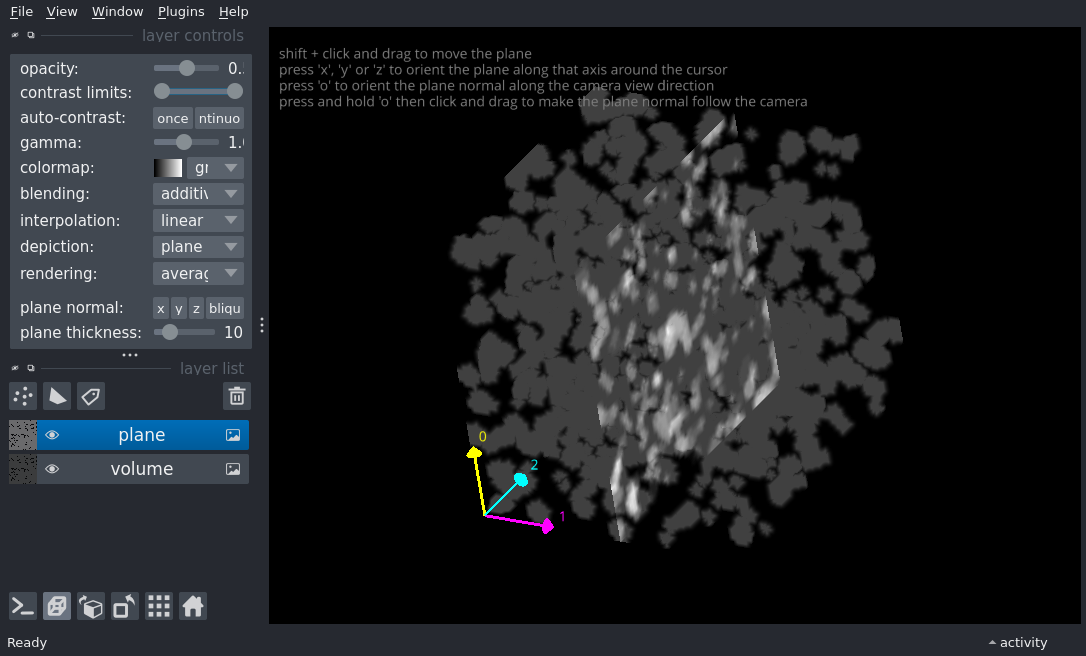 File View Window Plugins Help
layer controls
opacity: 0.
contrast limits:
auto-contrast: once ntinuo
gamma: 1.
colormap: gr
blending: additiv
interpolation: linear
depiction: plane
rendering: averag
plane normal: x y z bliqu
plane thickness: 10
layer list
plane
volume
shift + click and drag to move the plane
press 'x', 'y' or 'z' to orient the plane along that axis around the cursor
press 'o' to orient the plane normal along the camera view direction
press and hold 'o' then click and drag to make the plane normal follow the camera
0
2
1
Ready
activity